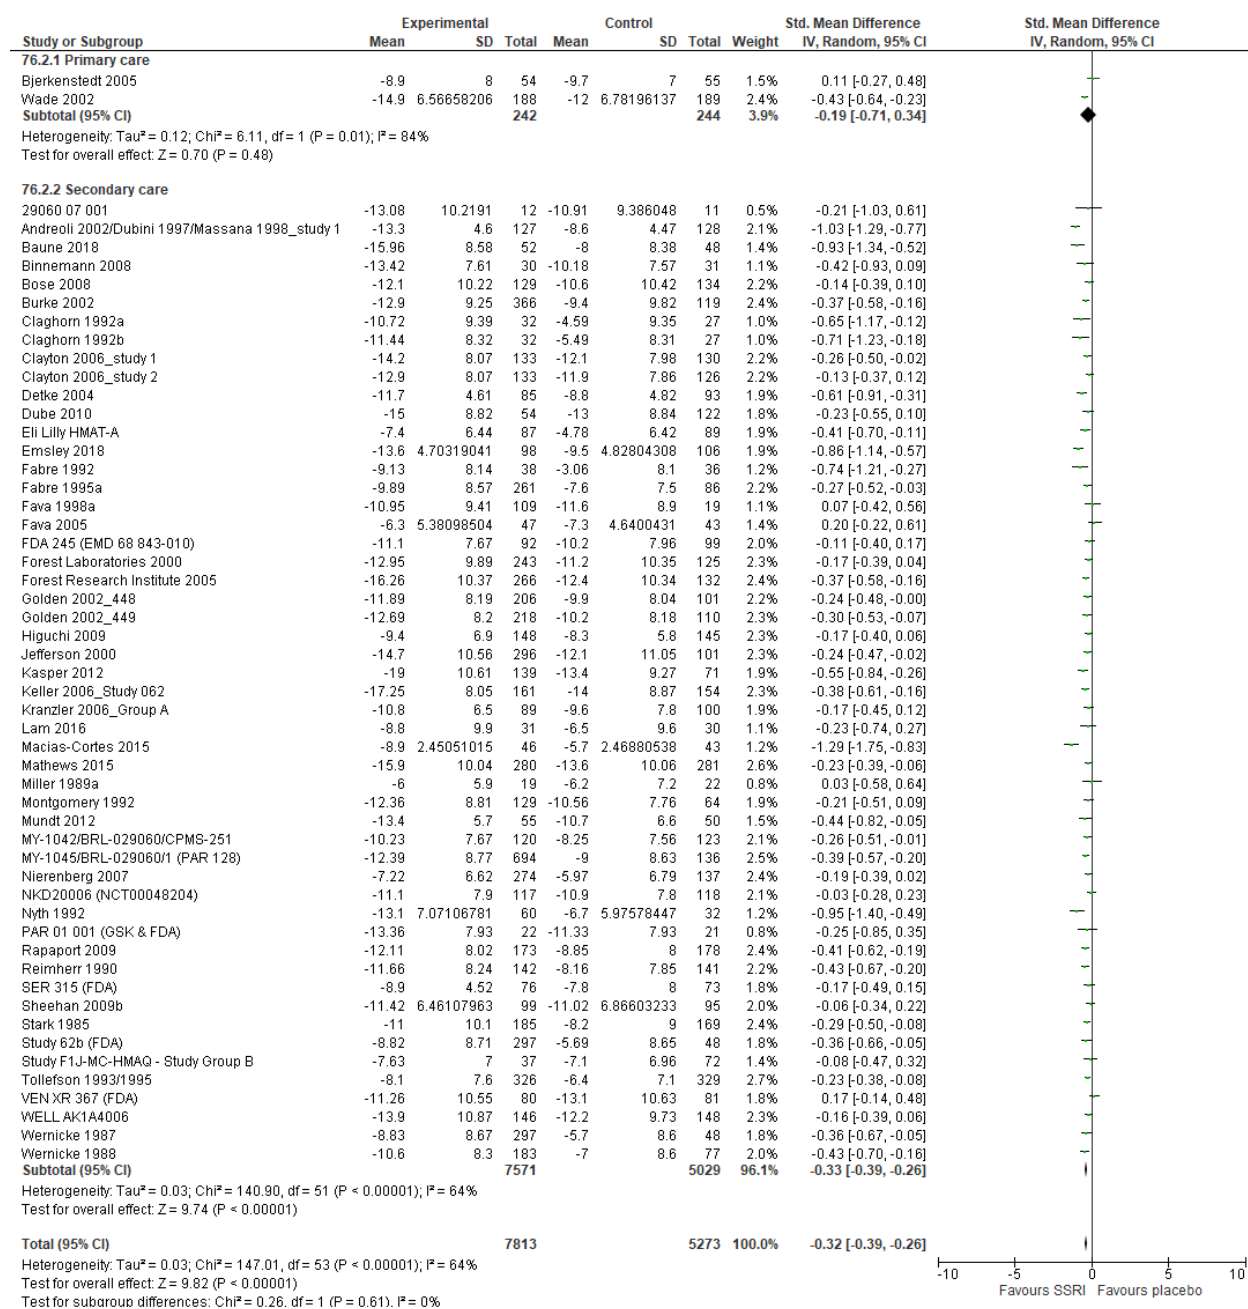 Experimental Control Std. Mean Difference Std. Mean Difference
Study or Subgroup Mean SD Total Mean SD Total Weight IV, Random, 95% CI IV, Random, 95% CI
76.2.1 Primary care
Bjerkenstedt 2005 -8.9 8 54 -9.7 7 55 1.5% 0.11 [-0.27, 0.48]
Wade 2002 -14.9 6.56658206 188 -12 6.78196137 189 2.4% -0.43 [-0.64, -0.23]
Subtotal (95% CI) 242 244 3.9% -0.19 [-0.71, 0.34]
Heterogeneity: Tau² = 0.12; Chi² = 6.11, df = 1 (P = 0.01); I² = 84%
Test for overall effect: Z = 0.70 (P = 0.48)
76.2.2 Secondary care
29060 07 001 -13.08 10.2191 12 -10.91 9.386048 11 0.5% -0.21 [-1.03, 0.61]
Andreoli 2002/Dubini 1997/Massana 1998_study 1 -13.3 4.6 127 -8.6 4.47 128 2.1% -1.03 [-1.29, -0.77]
Baune 2018 -15.96 8.58 52 -8 8.38 48 1.4% -0.93 [-1.34, -0.52]
Binnemann 2008 -13.42 7.61 30 -10.18 7.57 31 1.1% -0.42 [-0.93, 0.09]
Bose 2008 -12.1 10.22 129 -10.6 10.42 134 2.2% -0.14 [-0.39, 0.10]
Burke 2002 -12.9 9.25 366 -9.4 9.82 119 2.4% -0.37 [-0.58, -0.16]
Claghorn 1992a -10.72 9.39 32 -4.59 9.35 27 1.0% -0.65 [-1.17, -0.12]
Claghorn 1992b -11.44 8.32 32 -5.49 8.31 27 1.0% -0.71 [-1.23, -0.18]
Clayton 2006_study 1 -14.2 8.07 133 -12.1 7.98 130 2.2% -0.26 [-0.50, -0.02]
Clayton 2006_study 2 -12.9 8.07 133 -11.9 7.86 126 2.2% -0.13 [-0.37, 0.12]
Detke 2004 -11.7 4.61 85 -8.8 4.82 93 1.9% -0.61 [-0.91, -0.31]
Dube 2010 -15 8.82 54 -13 8.84 122 1.8% -0.23 [-0.55, 0.10]
Eli Lilly HMAT-A -7.4 6.44 87 -4.78 6.42 89 1.9% -0.41 [-0.70, -0.11]
Emsley 2018 -13.6 4.70319041 98 -9.5 4.82804308 106 2.0% -0.86 [-1.14, -0.57]
Fabre 1992 -9.13 8.14 38 -3.06 8.1 36 1.2% -0.74 [-1.21, -0.27]
Fabre 1995a -9.89 8.57 261 -7.6 7.5 86 2.2% -0.27 [-0.52, -0.03]
Fava 1998a -10.95 9.41 109 -11.6 8.9 19 1.1% 0.07 [-0.42, 0.56]
Fava 2005 -6.3 5.38098504 47 -7.3 4.6400431 43 1.4% 0.20 [-0.22, 0.61]
FDA 245 (EMD 68 843-010) -11.1 7.67 92 -10.2 7.96 99 2.0% -0.11 [-0.40, 0.17]
Forest Laboratories 2000 -12.95 9.89 243 -11.2 10.35 125 2.3% -0.17 [-0.39, 0.04]
Forest Research Institute 2005 -16.26 10.37 266 -12.4 10.34 132 2.4% -0.37 [-0.58, -0.16]
Golden 2002_448 -11.89 8.19 206 -9.9 8.04 101 2.2% -0.24 [-0.48, -0.00]
Golden 2002_449 -12.69 8.2 218 -10.2 8.18 110 2.3% -0.30 [-0.53, -0.07]
Higuchi 2009 -9.4 6.9 148 -8.3 5.8 145 2.3% -0.17 [-0.40, 0.06]
Jefferson 2000 -14.7 10.56 296 -12.1 11.05 101 2.3% -0.24 [-0.47, -0.02]
Kasper 2012 -19 10.61 139 -13.4 9.27 71 1.9% -0.55 [-0.84, -0.26]
Keller 2006_Study 062 -17.25 8.05 161 -14 8.87 154 2.3% -0.38 [-0.61, -0.16]
Kranzler 2006_Group A -10.8 6.5 89 -9.6 7.8 100 2.0% -0.17 [-0.45, 0.12]
Lam 2016 -8.8 9.9 31 -6.5 9.6 30 1.1% -0.23 [-0.74, 0.27]
Macias-Cortes 2015 -8.9 2.45051015 46 -5.7 2.46880538 43 1.2% -1.29 [-1.75, -0.83]
Mathews 2015 -15.9 10.04 280 -13.6 10.06 281 2.6% -0.23 [-0.39, -0.06]
Miller 1989a -6 5.9 19 -6.2 7.2 22 0.8% 0.03 [-0.58, 0.64]
Montgomery 1992 -12.36 8.81 129 -10.56 7.76 64 1.9% -0.21 [-0.51, 0.09]
Mundt 2012 -13.4 5.7 55 -10.7 6.6 50 1.5% -0.44 [-0.82, -0.05]
MY-1042/BRL-029060/CPMS-251 -10.23 7.67 120 -8.25 7.56 123 2.1% -0.26 [-0.51, -0.01]
MY-1045/BRL-029060/1 (PAR 128) -12.39 8.77 694 -9 8.63 136 2.5% -0.39 [-0.57, -0.20]
Nierenberg 2007 -7.22 6.62 274 -5.97 6.79 137 2.4% -0.19 [-0.39, 0.02]
NKD20006 (NCT00048204) -11.1 7.9 117 -10.9 7.8 118 2.1% -0.03 [-0.28, 0.23]
Nyth 1992 -13.1 7.07106781 60 -6.7 5.97578447 32 1.2% -0.95 [-1.40, -0.49]
PAR 01 001 (GSK & FDA) -13.36 7.93 22 -11.33 7.93 21 0.8% -0.25 [-0.85, 0.35]
Rapaport 2009 -12.11 8.02 173 -8.85 8 178 2.3% -0.41 [-0.62, -0.19]
Reimherr 1990 -11.66 8.24 142 -8.16 7.85 141 2.2% -0.43 [-0.67, -0.20]
SER 315 (FDA) -8.9 4.52 76 -7.8 8 73 1.8% -0.17 [-0.49, 0.15]
Sheehan 2009b -11.42 6.46107963 99 -11.02 6.86603233 95 2.0% -0.06 [-0.34, 0.22]
Stark 1985 -11 10.1 185 -8.2 9 169 2.4% -0.29 [-0.50, -0.08]
Study 62b (FDA) -8.82 8.71 297 -5.69 8.65 48 1.8% -0.36 [-0.66, -0.05]
Study F1J-MC-HMAQ - Study Group B -7.63 7 37 -7.1 6.96 72 1.5% -0.08 [-0.47, 0.32]
Tollefson 1993/1995 -8.1 7.6 326 -6.4 7.1 329 2.7% -0.23 [-0.38, -0.08]
VEN XR 367 (FDA) -11.26 10.55 80 -13.1 10.63 81 1.9% 0.17 [-0.14, 0.48]
WELL AK1A4006 -13.9 10.87 146 -12.2 9.73 148 2.3% -0.16 [-0.39, 0.06]
Wernicke 1987 -8.83 8.67 297 -5.7 8.6 48 1.8% -0.36 [-0.67, -0.05]
Wernicke 1988 -10.6 8.3 183 -7 8.6 77 2.0% -0.43 [-0.70, -0.16]
Subtotal (95% CI) 7571 5029 96.1% -0.33 [-0.39, -0.26]
Heterogeneity: Tau² = 0.03; Chi² = 140.90, df = 51 (P < 0.00001); I² = 64%
Test for overall effect: Z = 9.74 (P < 0.00001)
Total (95% CI) 7813 5273 100.0% -0.32 [-0.39, -0.26]
Heterogeneity: Tau² = 0.03; Chi² = 147.01, df = 53 (P < 0.00001); I² = 64%
Test for overall effect: Z = 9.82 (P < 0.00001)
Test for subgroup differences: Chi² = 0.26, df = 1 (P = 0.61), I² = 0%
-10 -5 0 5 10
Favours SSRI Favours placebo